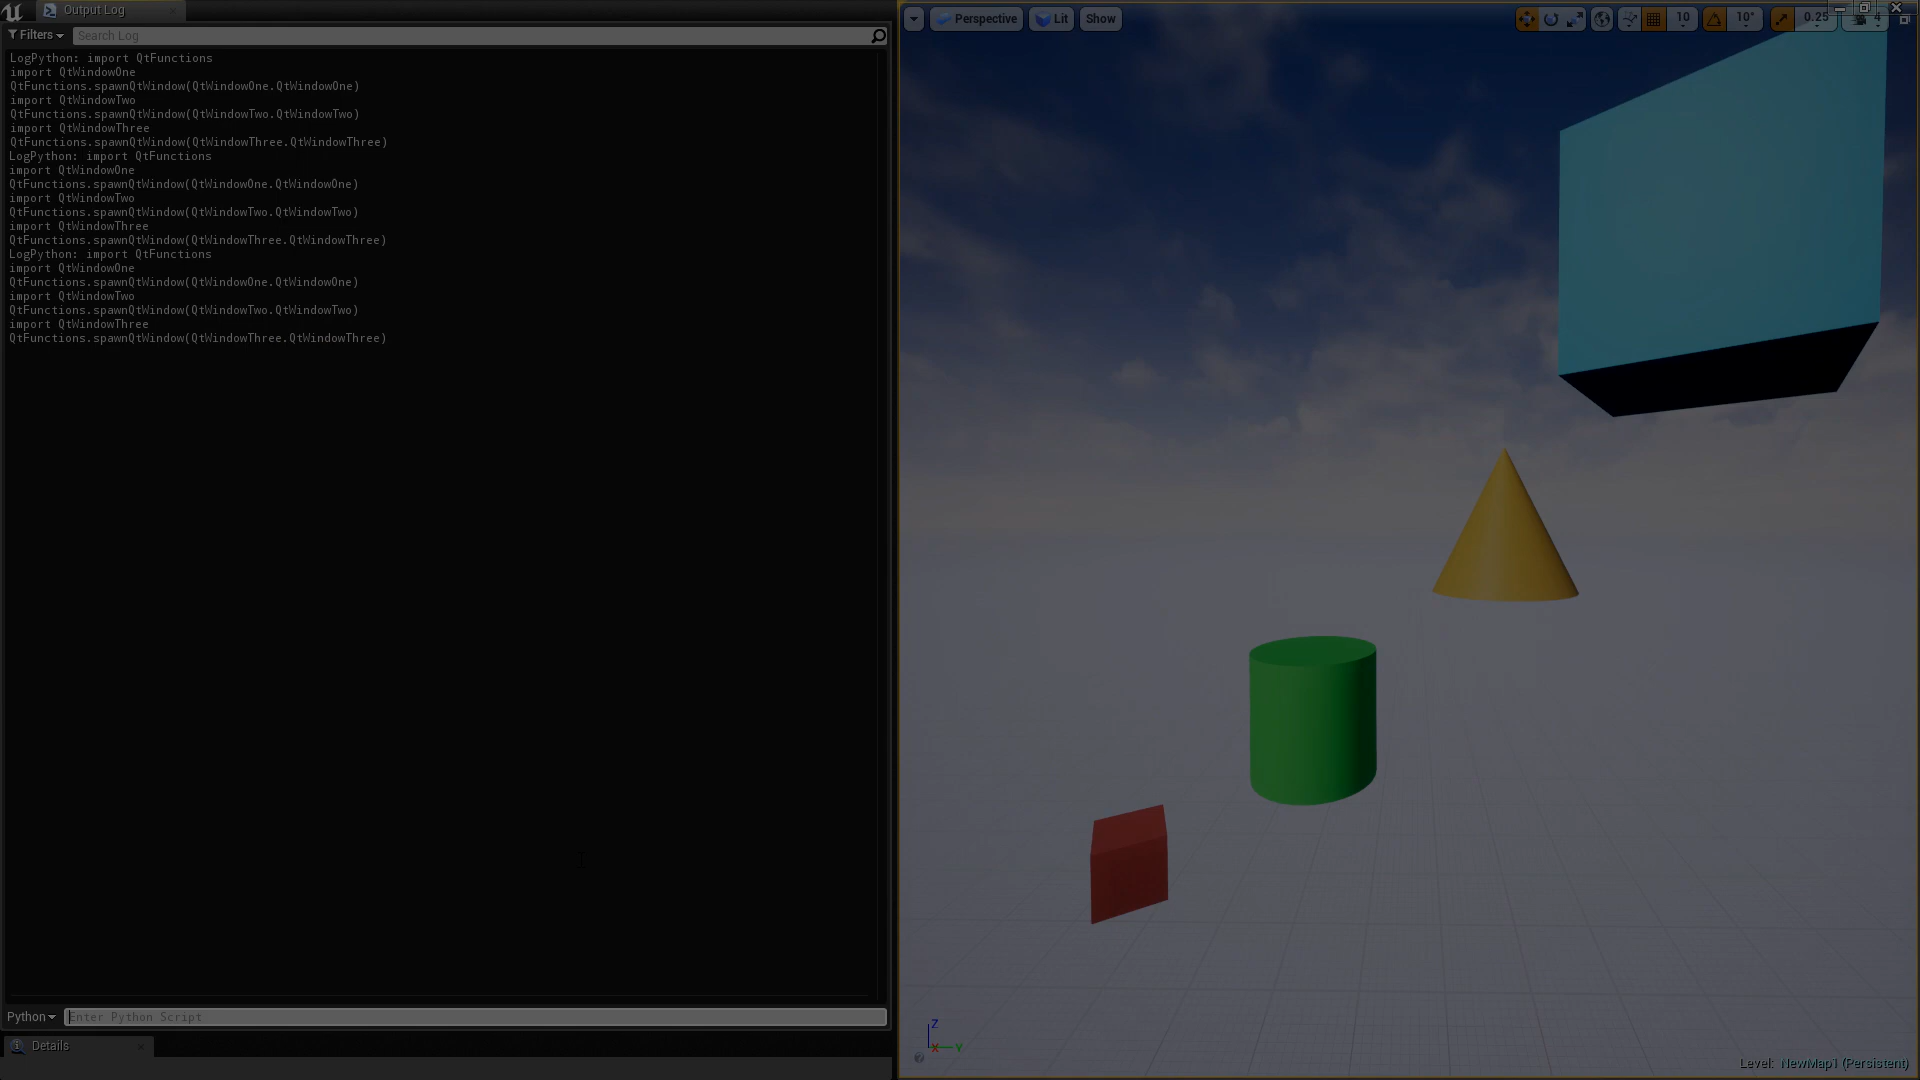 Output Log
Filters
Search Log
LogPython: import QtFunctions
import QtWindowOne
QtFunctions.spawnQtWindow(QtWindowOne.QtWindowOne)
import QtWindowTwo
QtFunctions.spawnQtWindow(QtWindowTwo.QtWindowTwo)
import QtWindowThree
QtFunctions.spawnQtWindow(QtWindowThree.QtWindowThree)
LogPython: import QtFunctions
import QtWindowOne
QtFunctions.spawnQtWindow(QtWindowOne.QtWindowOne)
import QtWindowTwo
QtFunctions.spawnQtWindow(QtWindowTwo.QtWindowTwo)
import QtWindowThree
QtFunctions.spawnQtWindow(QtWindowThree.QtWindowThree)
LogPython: import QtFunctions
import QtWindowOne
QtFunctions.spawnQtWindow(QtWindowOne.QtWindowOne)
import QtWindowTwo
QtFunctions.spawnQtWindow(QtWindowTwo.QtWindowTwo)
import QtWindowThree
QtFunctions.spawnQtWindow(QtWindowThree.QtWindowThree)
Python
Enter Python Script
Details
Perspective
Lit
Show
10
10°
0.25
4
Z
X
Y
Level: NewMap1 (Persistent)